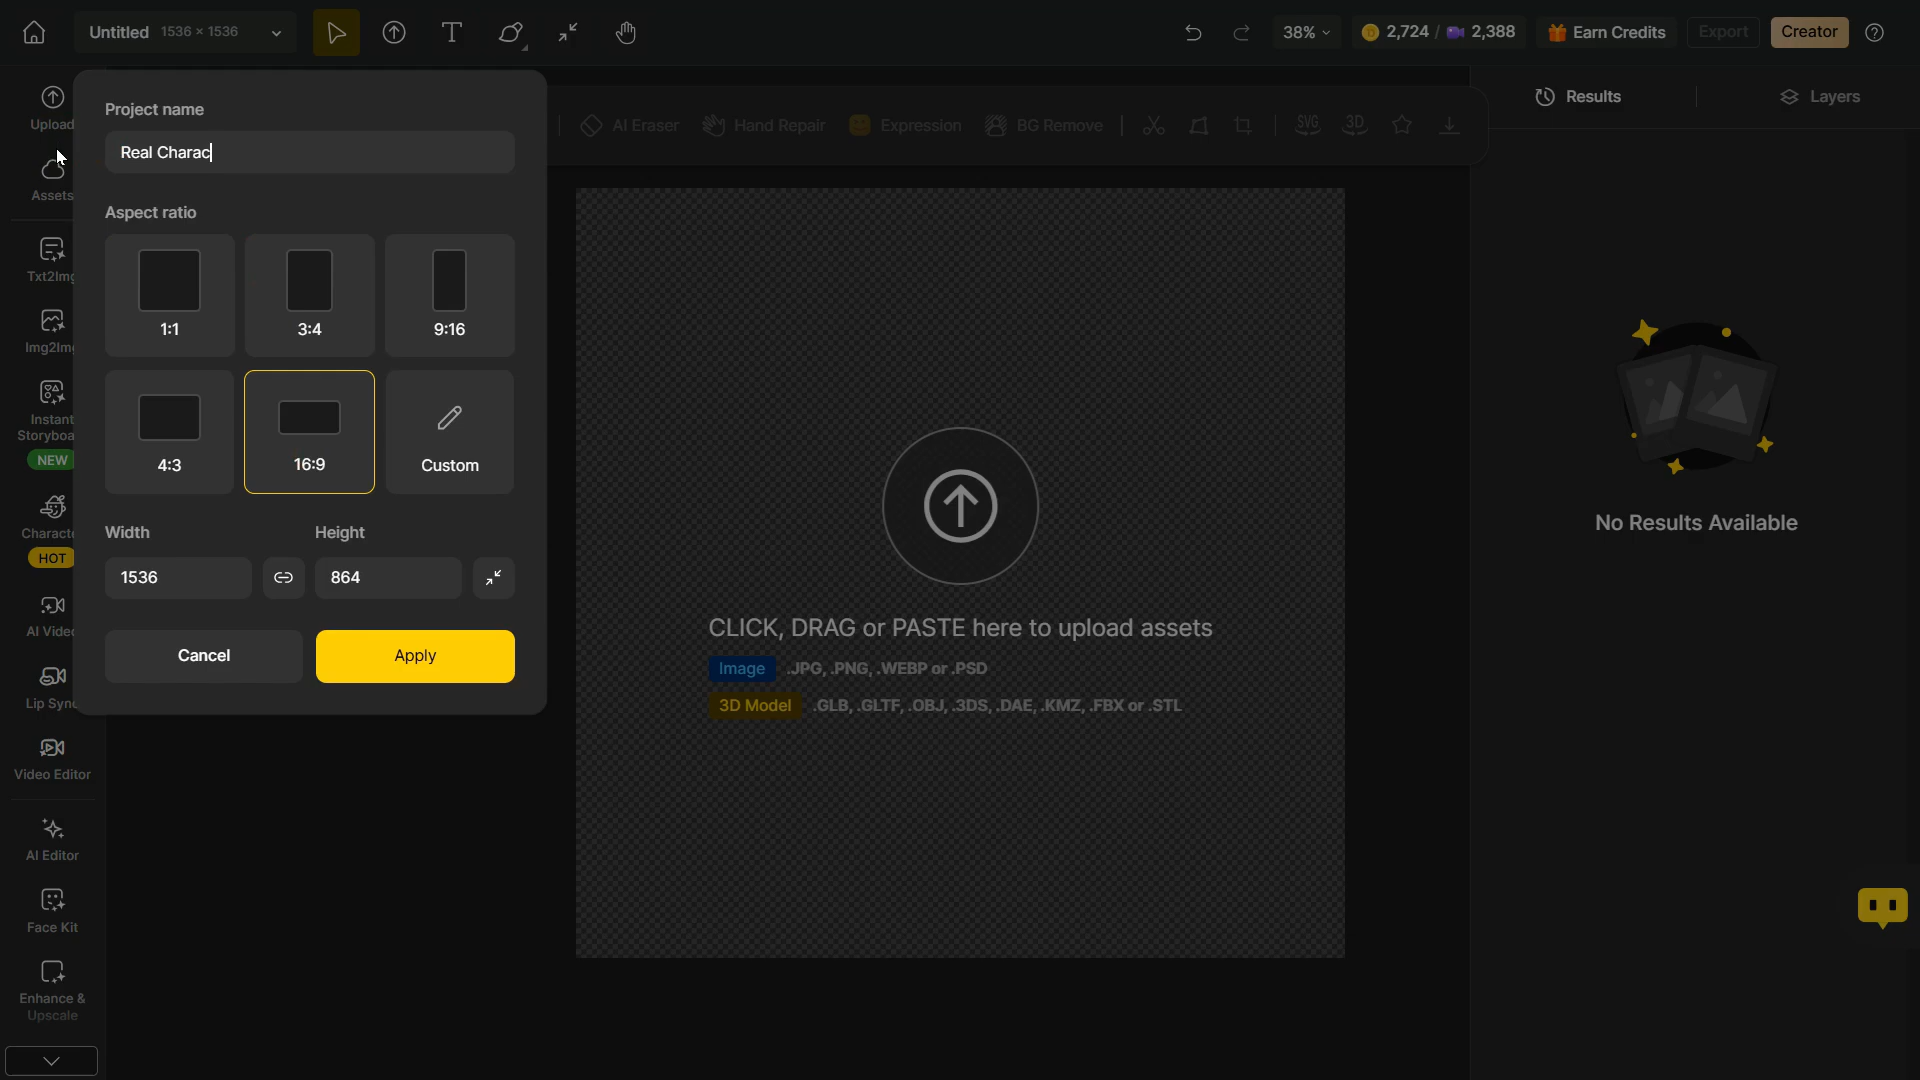 Untitled 1536 × 1536
38%
2,724 / 2,388
Earn Credits
Export
Creator
Upload
Assets
Txt2Img
Img2Img
Instant
Storyboa
NEW
Characte
HOT
AI Video
Lip Sync
Video Editor
AI Editor
Face Kit
Enhance &
Upscale
Project name
Real Charac
Aspect ratio
1:1
3:4
9:16
4:3
16:9
Custom
Width
Height
1536
864
Cancel
Apply
AI Eraser
Hand Repair
Expression
BG Remove
SVG
3D
CLICK, DRAG or PASTE here to upload assets
Image .JPG, .PNG, .WEBP or .PSD
3D Model .GLB, .GLTF, .OBJ, .3DS, .DAE, .KMZ, .FBX or .STL
Results
Layers
No Results Available